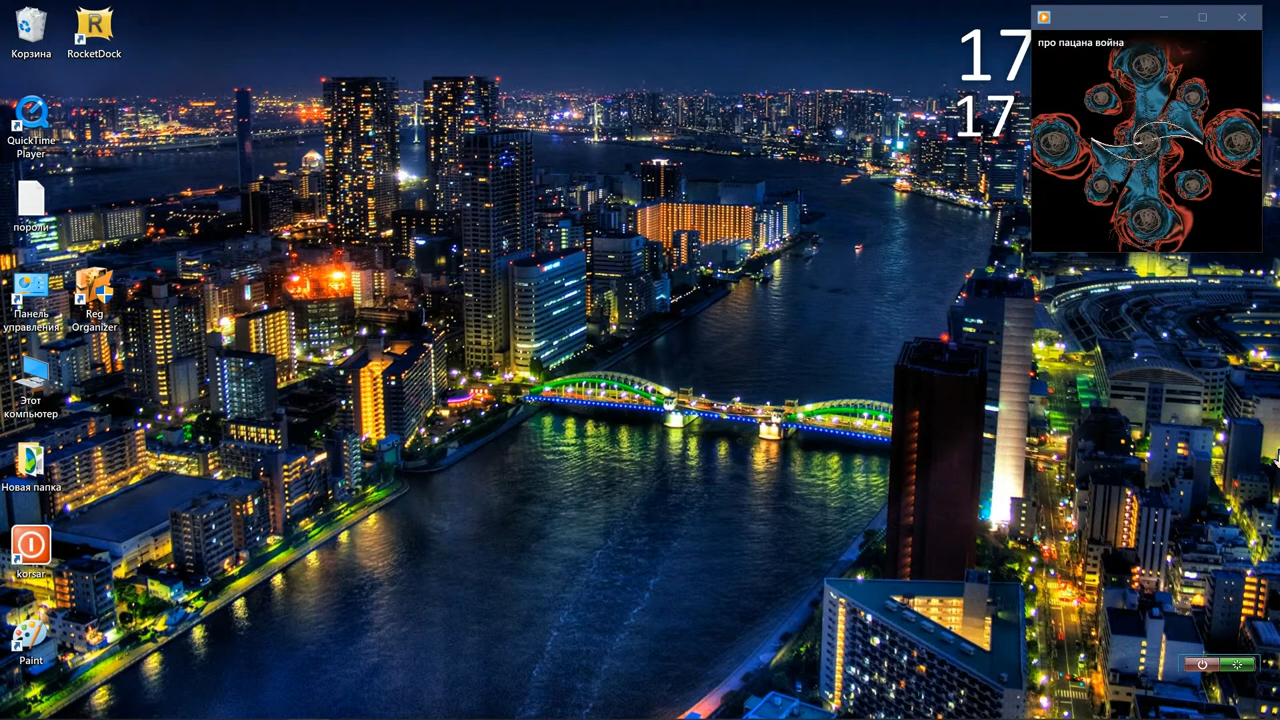 Корзина
RocketDock
17
17
про пацана война
QuickTime
Player
пороли
Панель
управления
Reg
Organizer
Этот
компьютер
Новая папка
korsar
Paint